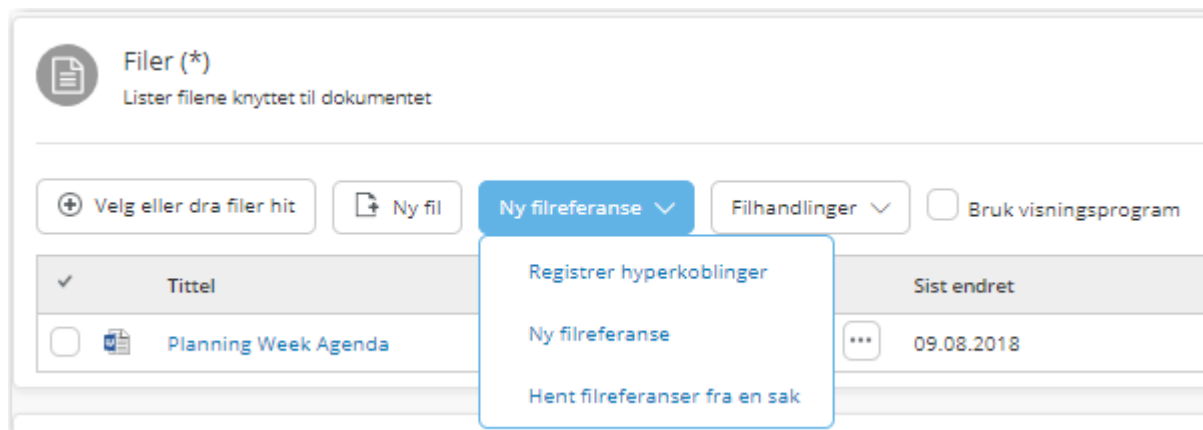 Filer (*)
Lister filene knyttet til dokumentet
Velg eller dra filer hit Ny fil Ny filreferanse Filhandlinger Bruk visningsprogram
Registrer hyperkoblinger
Tittel Sist endret
Ny filreferanse
Planning Week Agenda ... 09.08.2018
Hent filreferanser fra en sak